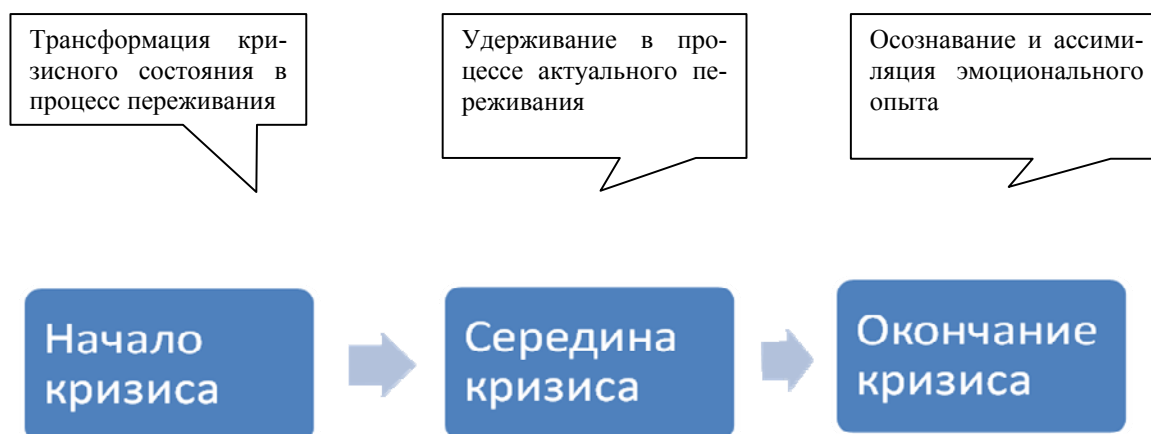 Трансформация кри-
зисного состояния в
процесс переживания
Удерживание в про-
цессе актуального пе-
реживания
Осознавание и ассими-
ляция эмоционального
опыта
Начало
кризиса
Середина
кризиса
Окончание
кризиса